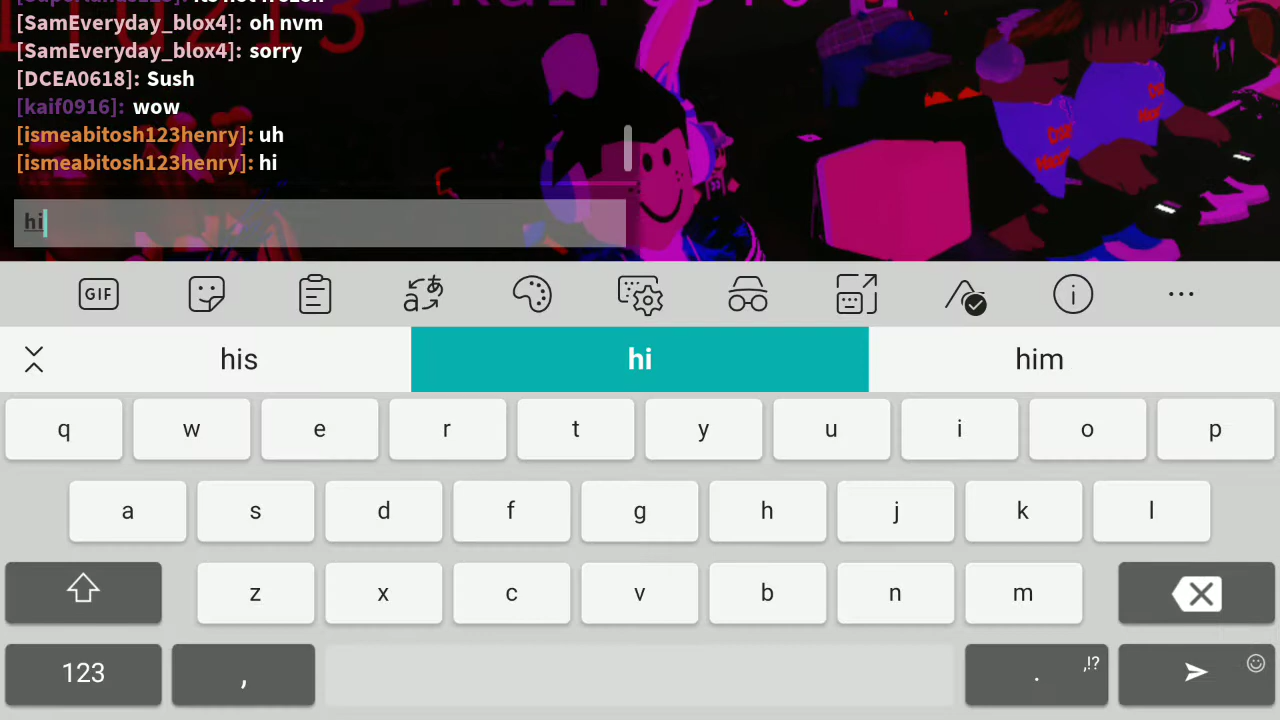 [SamEveryday_blox4]: oh nvm
[SamEveryday_blox4]: sorry
[DCEA0618]: Sush
[kaif0916]: wow
[ismeabitosh123henry]: uh
[ismeabitosh123henry]: hi
hi
GIF
his hi him
q w e r t y u i o p
a s d f g h j k l
z x c v b n m
123 , . ,!?